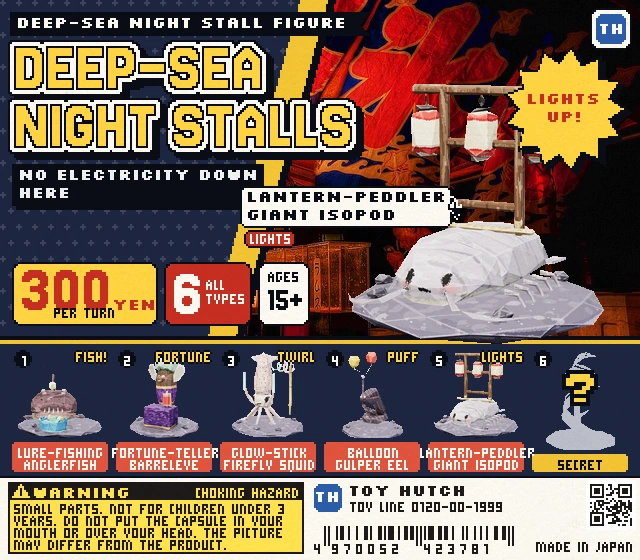 DEEP-SEA NIGHT STALL FIGURE
TH
DEEP-SEA
NIGHT STALLS
LIGHTS
UP!
NO ELECTRICITY DOWN
HERE
LANTERN-PEDDLER
GIANT ISOPOD
LIGHTS
300 YEN
PER TURN
6 ALL
TYPES
AGES
15+
1 FISH!
2 FORTUNE
3 TWIRL
4 PUFF
5 LIGHTS
6
?
LURE-FISHING
ANGLERFISH
FORTUNE-TELLER
BARRELEYE
GLOW-STICK
FIREFLY SQUID
BALLOON
GULPER EEL
LANTERN-PEDDLER
GIANT ISOPOD
SECRET
WARNING CHOKING HAZARD
SMALL PARTS. NOT FOR CHILDREN UNDER 3
YEARS. DO NOT PUT THE CAPSULE IN YOUR
MOUTH OR OVER YOUR HEAD. THE PICTURE
MAY DIFFER FROM THE PRODUCT.
TH
TOY HUTCH
TOY LINE 0120-00-1999
4 970052 423781
MADE IN JAPAN